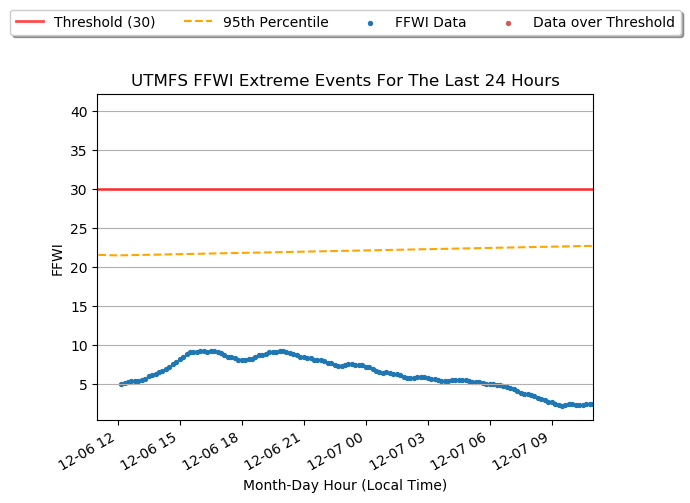 Threshold (30) 95th Percentile FFWI Data Data over Threshold
UTMFS FFWI Extreme Events For The Last 24 Hours
40
35
30
25
20
15
10
5
FFWI
12-06 12 12-06 15 12-06 18 12-06 21 12-07 00 12-07 03 12-07 06 12-07 09
Month-Day Hour (Local Time)